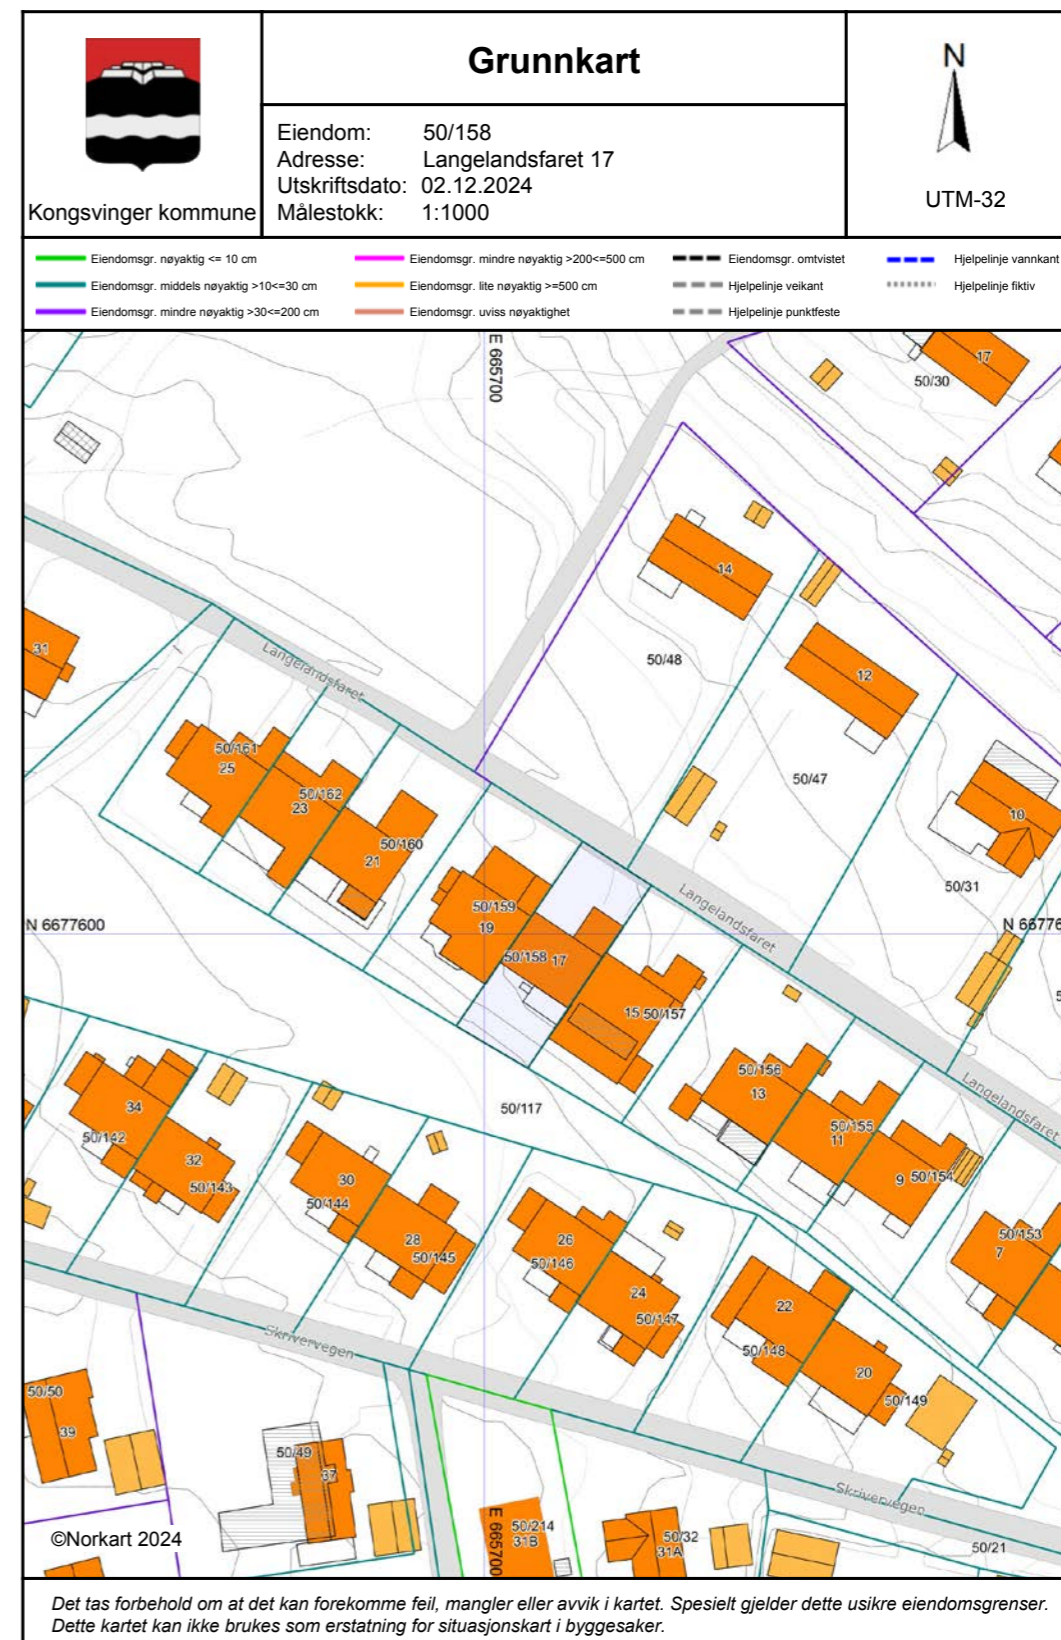 Grunnkart
N
Eiendom: 50/158
Adresse: Langelandsfaret 17
Utskriftsdato: 02.12.2024
Målestokk: 1:1000
Kongsvinger kommune
UTM-32
Eiendomsgr. nøyaktig <= 10 cm
Eiendomsgr. mindre nøyaktig >200<=500 cm
Eiendomsgr. omtvistet
Hjelpelinje vannkant
Eiendomsgr. middels nøyaktig >10<=30 cm
Eiendomsgr. lite nøyaktig >=500 cm
Hjelpelinje veikant
Hjelpelinje fiktiv
Eiendomsgr. mindre nøyaktig >30<=200 cm
Eiendomsgr. uviss nøyaktighet
Hjelpelinje punktfeste
E 665700
17
50/30
14
31
Langelandsfaret
50/48
12
50/161
25
50/162
23
50/47
10
50/160
21
50/31
50/159
19
Langelandsfaret
N 6677600
N 66776
50/158 17
15 50/157
50/156
13
Langelandsfaret
50/117
34
50/142
50/155
11
32
50/143
30
50/144
9 50/154
28
50/145
26
50/146
50/153
7
24
50/147
22
50/148
Skrivervegen
20
50/149
50/50
39
50/49
37
Skrivervegen
E 665700
50/214
31B
50/32
31A
50/21
©Norkart 2024
Det tas forbehold om at det kan forekomme feil, mangler eller avvik i kartet. Spesielt gjelder dette usikre eiendomsgrenser.
Dette kartet kan ikke brukes som erstatning for situasjonskart i byggesaker.